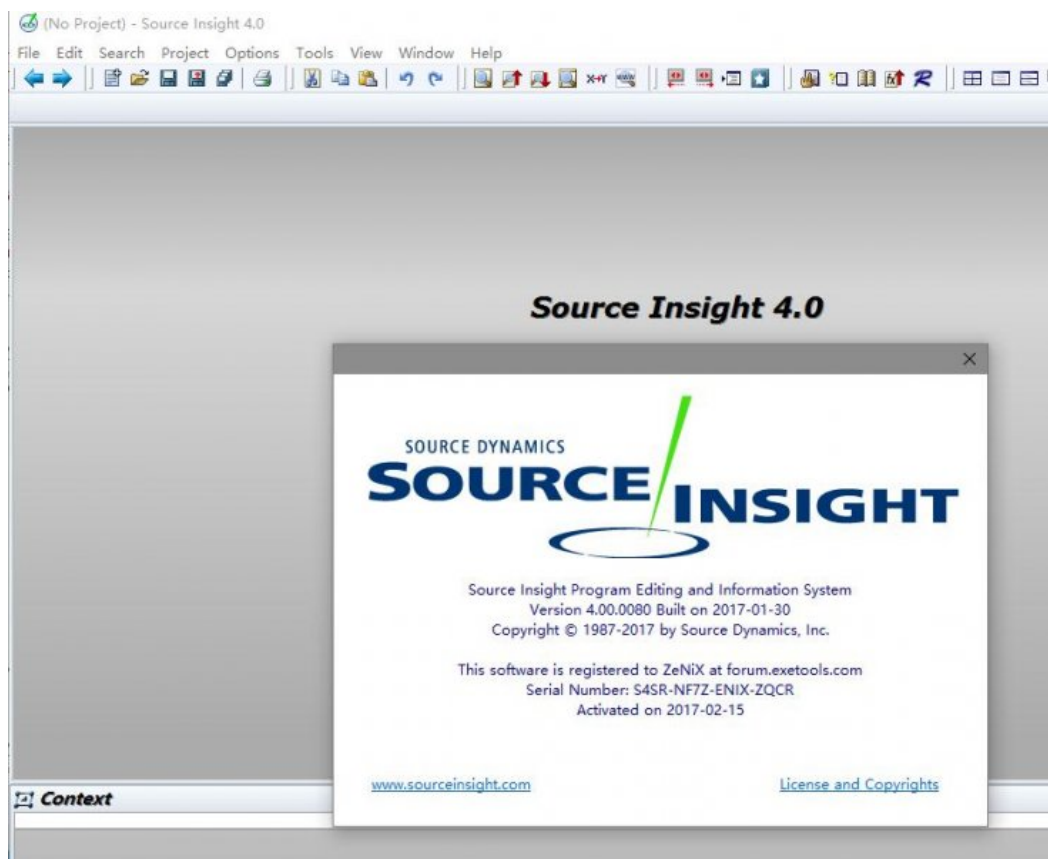 (No Project) - Source Insight 4.0
File Edit Search Project Options Tools View Window Help
Source Insight 4.0
SOURCE DYNAMICS
SOURCE INSIGHT
Source Insight Program Editing and Information System
Version 4.00.0080 Built on 2017-01-30
Copyright © 1987-2017 by Source Dynamics, Inc.
This software is registered to ZeNiX at forum.exetools.com
Serial Number: S4SR-NF7Z-ENIX-ZQCR
Activated on 2017-02-15
www.sourceinsight.com License and Copyrights
Context